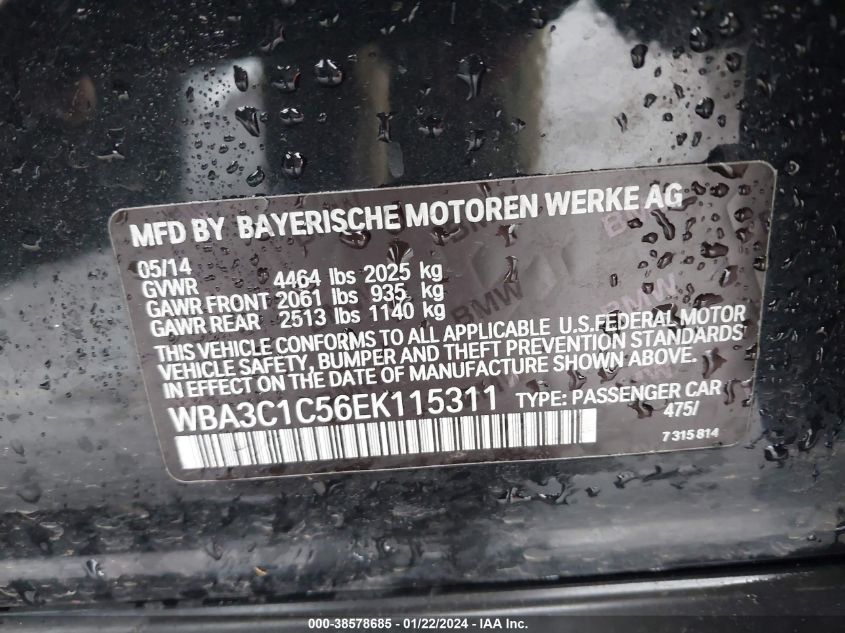 MFD BY BAYERISCHE MOTOREN WERKE AG
05/14
GVWR 4464 lbs 2025 kg
GAWR FRONT 2061 lbs 935 kg
GAWR REAR 2513 lbs 1140 kg
THIS VEHICLE CONFORMS TO ALL APPLICABLE U.S.FEDERAL MOTOR
VEHICLE SAFETY, BUMPER AND THEFT PREVENTION STANDARDS
IN EFFECT ON THE DATE OF MANUFACTURE SHOWN ABOVE.
WBA3C1C56EK115311 TYPE: PASSENGER CAR
475/
7315814
BMW
BMW
000-38578685 - 01/22/2024 - IAA Inc.